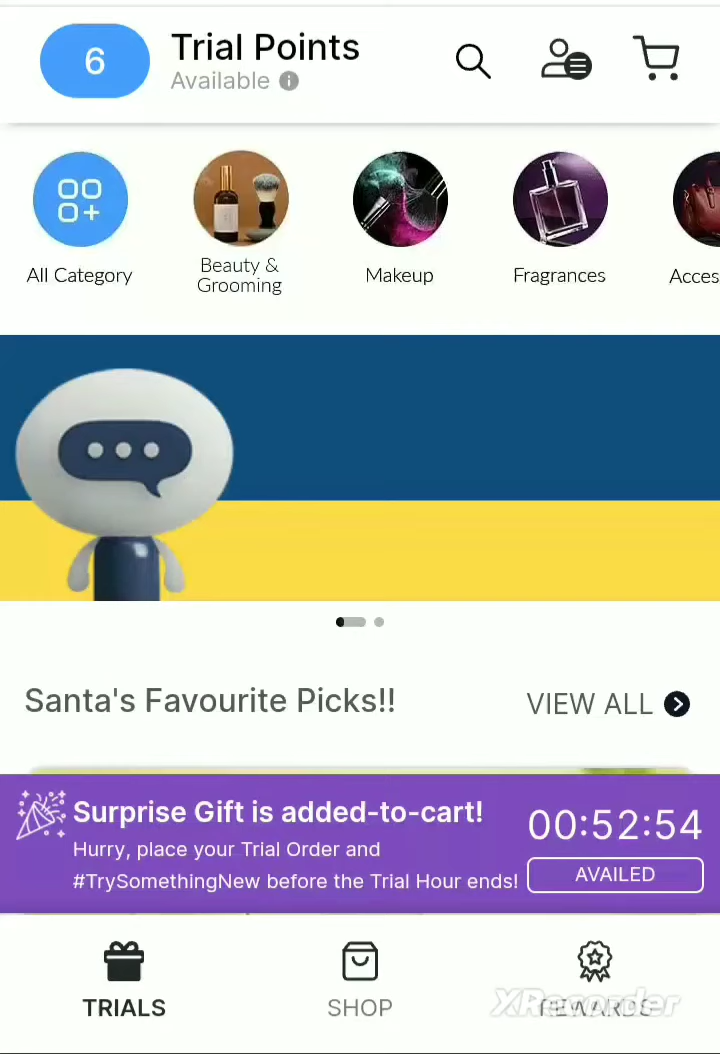 6
Trial Points
Available
All Category
Beauty &
Grooming
Makeup
Fragrances
Acces
Santa's Favourite Picks!!
VIEW ALL
Surprise Gift is added-to-cart!
Hurry, place your Trial Order and
#TrySomethingNew before the Trial Hour ends!
00:52:54
AVAILED
TRIALS
SHOP
REWARDS
XRecorder